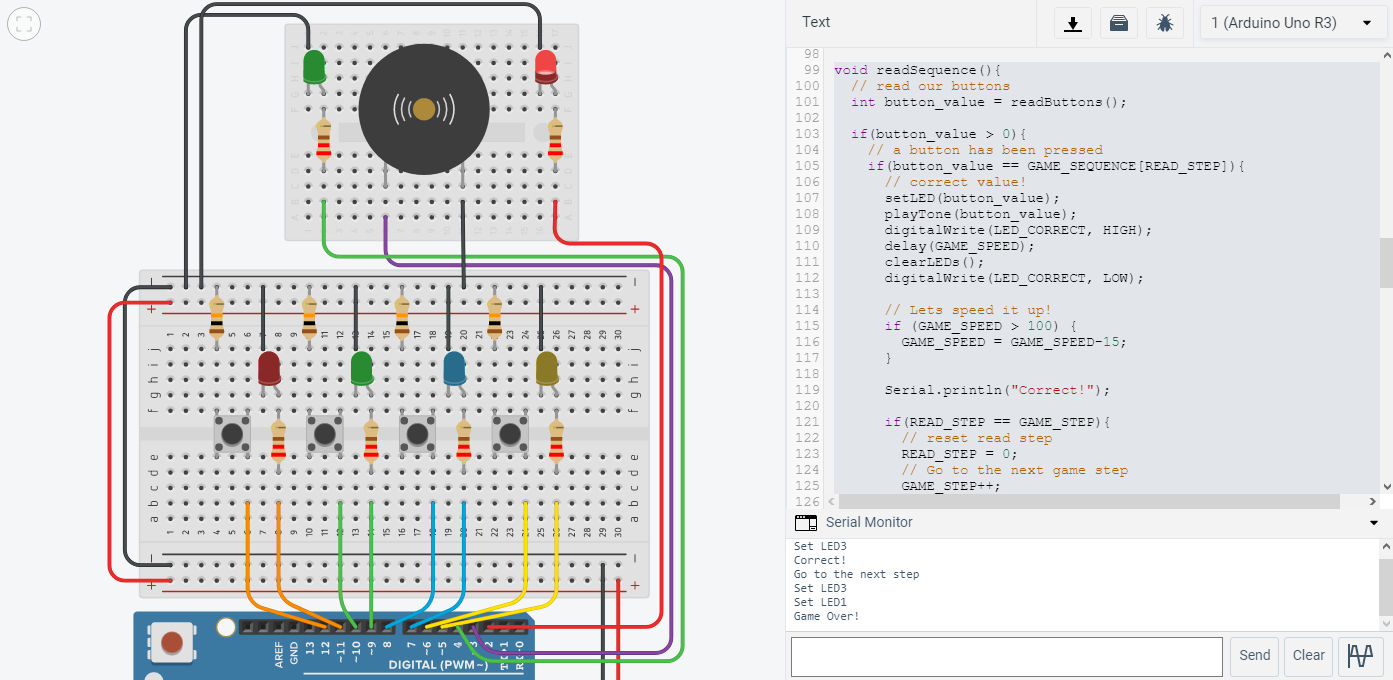 Text
1 (Arduino Uno R3)
98
99 void readSequence(){
100 // read our buttons
101 int button_value = readButtons();
102
103 if(button_value > 0){
104 // a button has been pressed
105 if(button_value == GAME_SEQUENCE[READ_STEP]){
106 // correct value!
107 setLED(button_value);
108 playTone(button_value);
109 digitalWrite(LED_CORRECT, HIGH);
110 delay(GAME_SPEED);
111 clearLEDs();
112 digitalWrite(LED_CORRECT, LOW);
113
114 // Lets speed it up!
115 if (GAME_SPEED > 100) {
116 GAME_SPEED = GAME_SPEED-15;
117 }
118
119 Serial.println("Correct!");
120
121 if(READ_STEP == GAME_STEP){
122 // reset read step
123 READ_STEP = 0;
124 // Go to the next game step
125 GAME_STEP++;
126
Serial Monitor
Set LED3
Correct!
Go to the next step
Set LED3
Set LED1
Game Over!
Send
Clear
AREF GND 13 12 ~11 ~10 ~9 8 7 ~6 ~5 4
DIGITAL (PWM~)